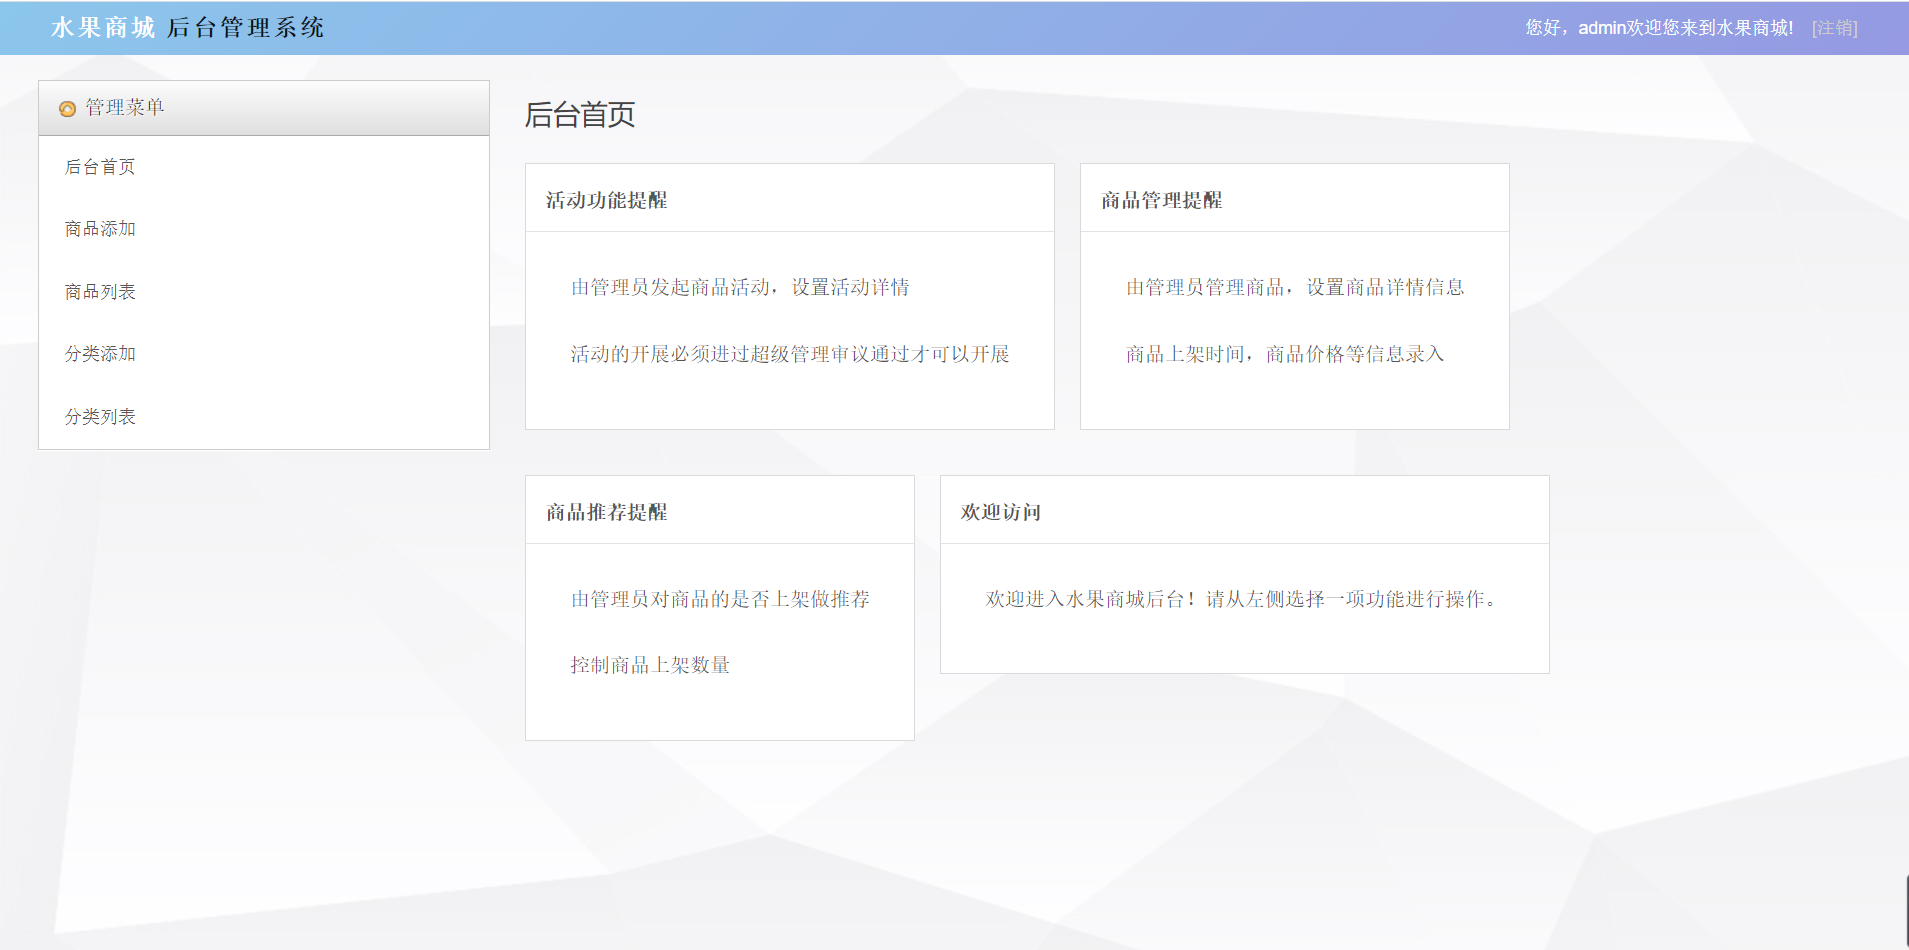 水果商城 后台管理系统
您好，admin欢迎您来到水果商城! [注销]
管理菜单
后台首页
商品添加
商品列表
分类添加
分类列表
后台首页
活动功能提醒
由管理员发起商品活动，设置活动详情
活动的开展必须进过超级管理审议通过才可以开展
商品管理提醒
由管理员管理商品，设置商品详情信息
商品上架时间，商品价格等信息录入
商品推荐提醒
由管理员对商品的是否上架做推荐
控制商品上架数量
欢迎访问
欢迎进入水果商城后台！请从左侧选择一项功能进行操作。